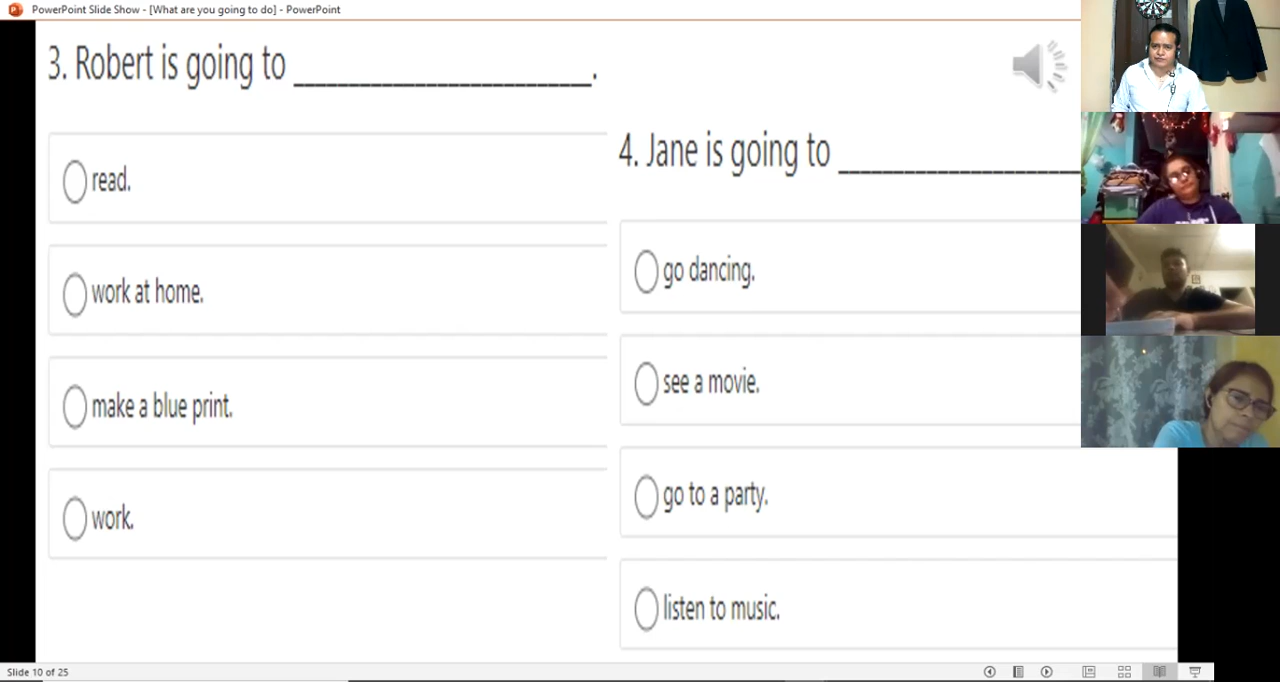 PowerPoint Slide Show - [What are you going to do] - PowerPoint
3. Robert is going to ______________________.
read.
work at home.
make a blue print.
work.
4. Jane is going to __________________
go dancing.
see a movie.
go to a party.
listen to music.
Slide 10 of 25